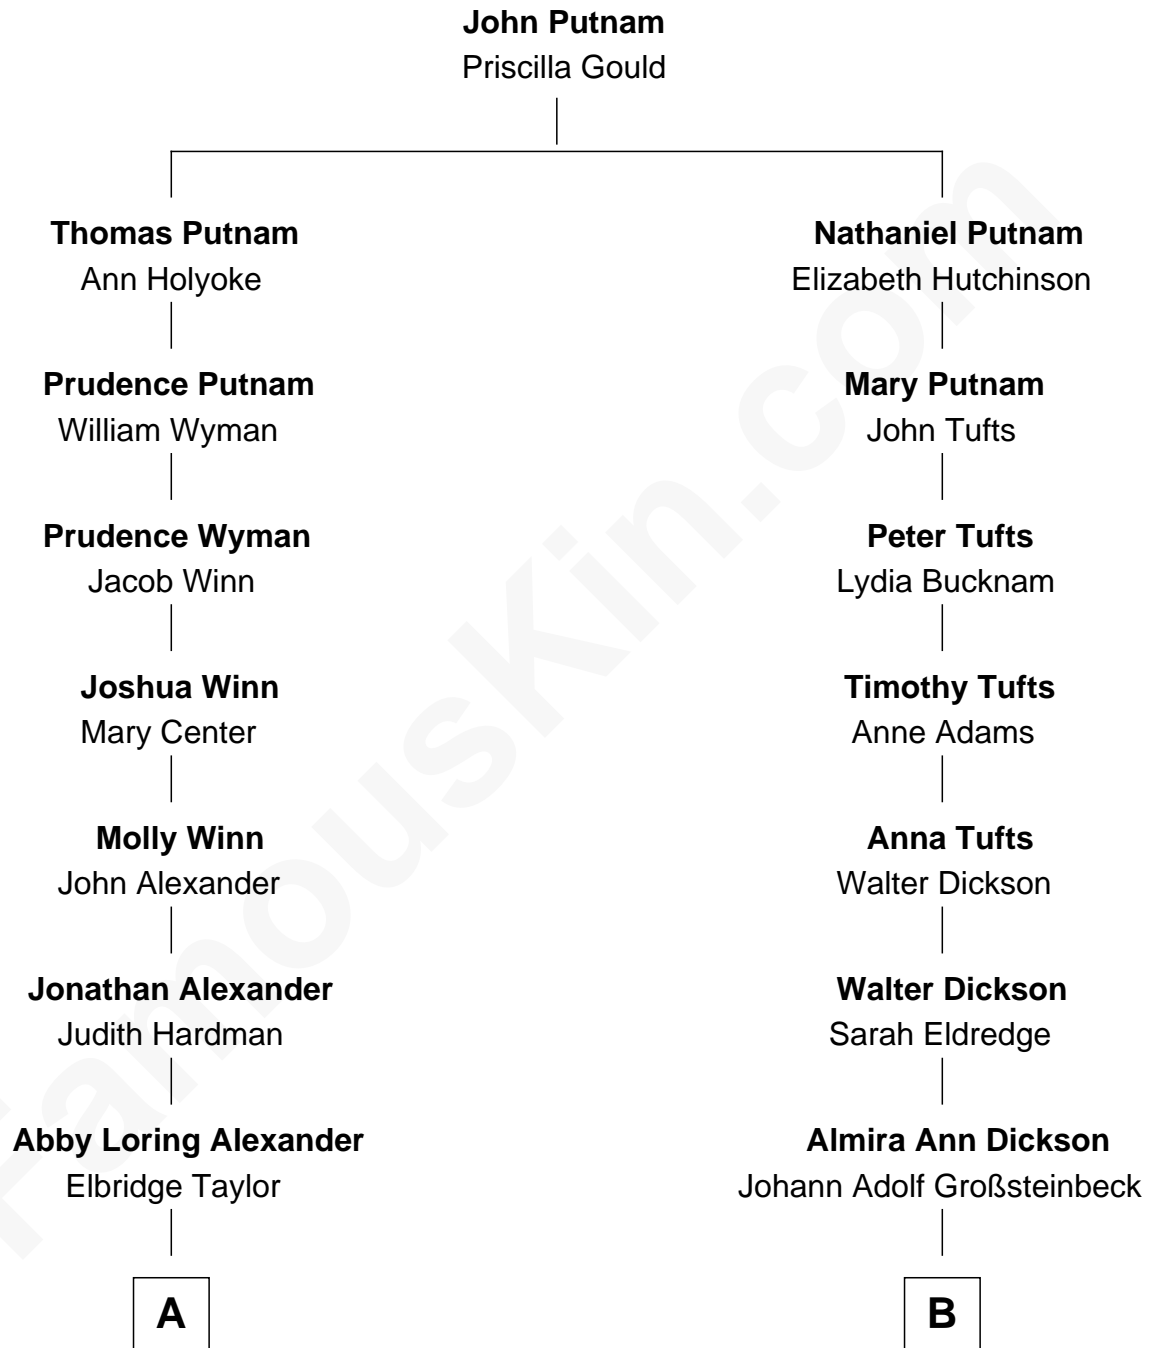 John Putnam
Priscilla Gould
Thomas Putnam
Ann Holyoke
Nathaniel Putnam
Elizabeth Hutchinson
Prudence Putnam
William Wyman
Mary Putnam
John Tufts
Prudence Wyman
Jacob Winn
Peter Tufts
Lydia Bucknam
Joshua Winn
Mary Center
Timothy Tufts
Anne Adams
Molly Winn
John Alexander
Anna Tufts
Walter Dickson
Jonathan Alexander
Judith Hardman
Walter Dickson
Sarah Eldredge
Abby Loring Alexander
Elbridge Taylor
Almira Ann Dickson
Johann Adolf Großsteinbeck
A
B
FamousKin.com